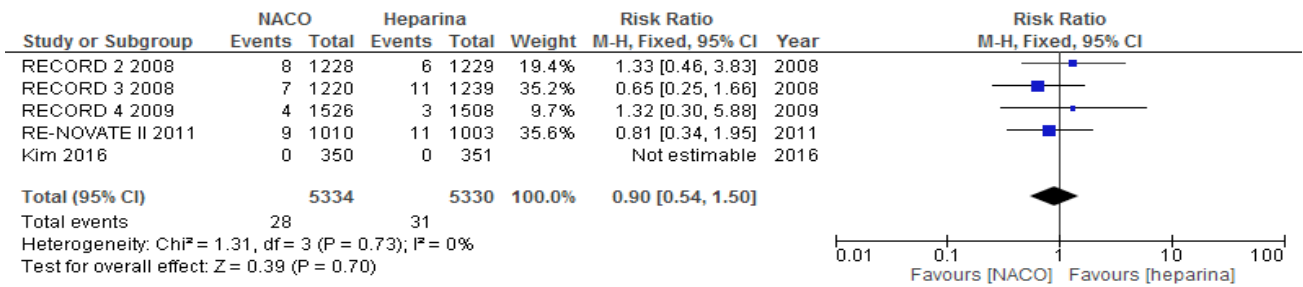 NACO Heparina Risk Ratio Risk Ratio
Study or Subgroup Events Total Events Total Weight M-H, Fixed, 95% CI Year M-H, Fixed, 95% CI
RECORD 2 2008 8 1228 6 1229 19.4% 1.33 [0.46, 3.83] 2008
RECORD 3 2008 7 1220 11 1239 35.2% 0.65 [0.25, 1.66] 2008
RECORD 4 2009 4 1526 3 1508 9.7% 1.32 [0.30, 5.88] 2009
RE-NOVATE II 2011 9 1010 11 1003 35.6% 0.81 [0.34, 1.95] 2011
Kim 2016 0 350 0 351 Not estimable 2016
Total (95% CI) 5334 5330 100.0% 0.90 [0.54, 1.50]
Total events 28 31
Heterogeneity: Chi² = 1.31, df = 3 (P = 0.73); I² = 0%
Test for overall effect: Z = 0.39 (P = 0.70)
0.01 0.1 1 10 100
Favours [NACO] Favours [heparina]